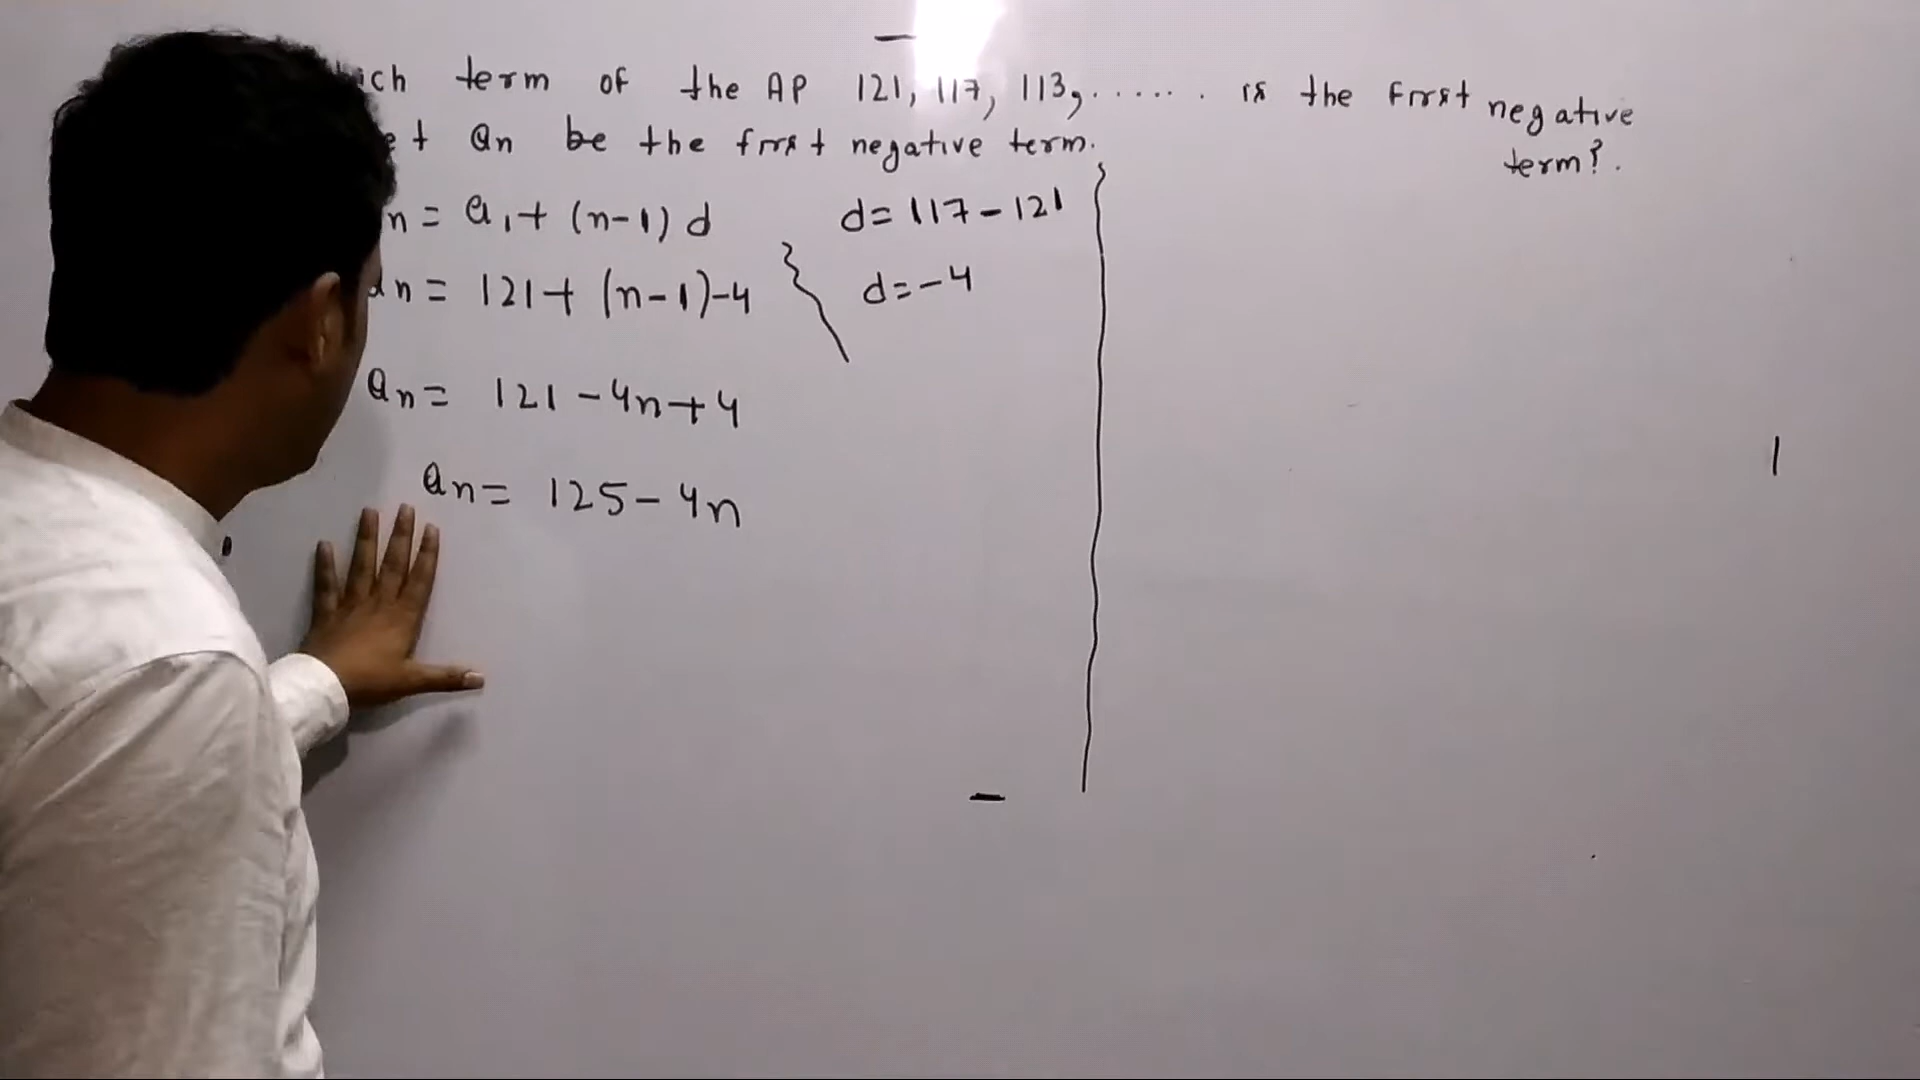 ich term of the AP 121, 117, 113, ...... is the first negative
term?.
et an be the first negative term.
n = a1 + (n-1) d
d = 117 - 121
an = 121 + (n-1)-4
d = -4
an = 121 - 4n + 4
an = 125 - 4n